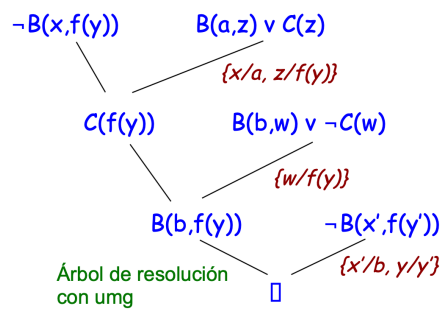 ¬B(x,f(y)) B(a,z) v C(z)
{x/a, z/f(y)}
C(f(y)) B(b,w) v ¬C(w)
{w/f(y)}
B(b,f(y)) ¬B(x′,f(y′))
{x′/b, y/y′}
Árbol de resolución
con umg
▯